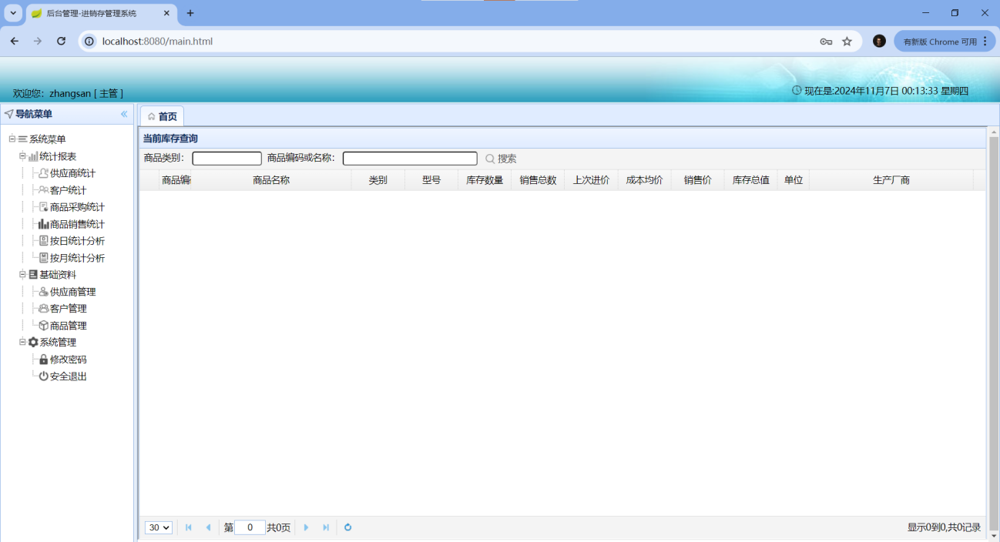 后台管理-进销存管理系统
localhost:8080/main.html
有新版 Chrome 可用
欢迎您：zhangsan [ 主管 ]
现在是:2024年11月7日 00:13:33 星期四
导航菜单
首页
系统菜单
统计报表
供应商统计
客户统计
商品采购统计
商品销售统计
按日统计分析
按月统计分析
基础资料
供应商管理
客户管理
商品管理
系统管理
修改密码
安全退出
当前库存查询
商品类别： 商品编码或名称： 搜索
商品编 商品名称 类别 型号 库存数量 销售总数 上次进价 成本均价 销售价 库存总值 单位 生产厂商
30 第 0 共0页 显示0到0,共0记录